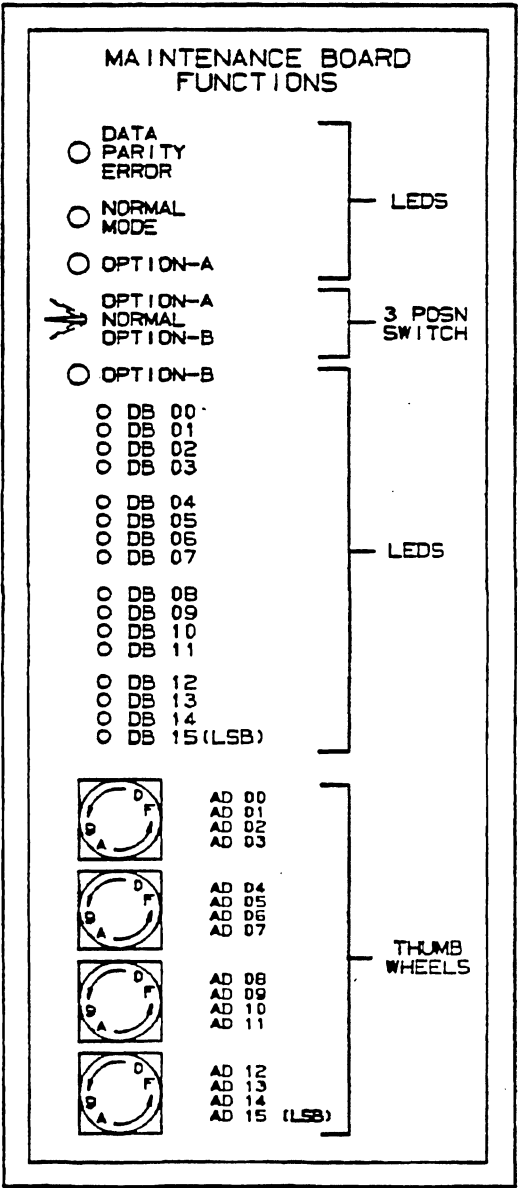 MAINTENANCE BOARD
FUNCTIONS
DATA
PARITY
ERROR
NORMAL
MODE
OPTION-A
LEDS
OPTION-A
NORMAL
OPTION-B
3 POSN
SWITCH
OPTION-B
DB 00
DB 01
DB 02
DB 03
DB 04
DB 05
DB 06
DB 07
DB 08
DB 09
DB 10
DB 11
DB 12
DB 13
DB 14
DB 15(LSB)
LEDS
0
F
9
A
AD 00
AD 01
AD 02
AD 03
0
F
9
A
AD 04
AD 05
AD 06
AD 07
0
F
9
A
AD 08
AD 09
AD 10
AD 11
0
F
9
A
AD 12
AD 13
AD 14
AD 15 (LSB)
THUMB
WHEELS